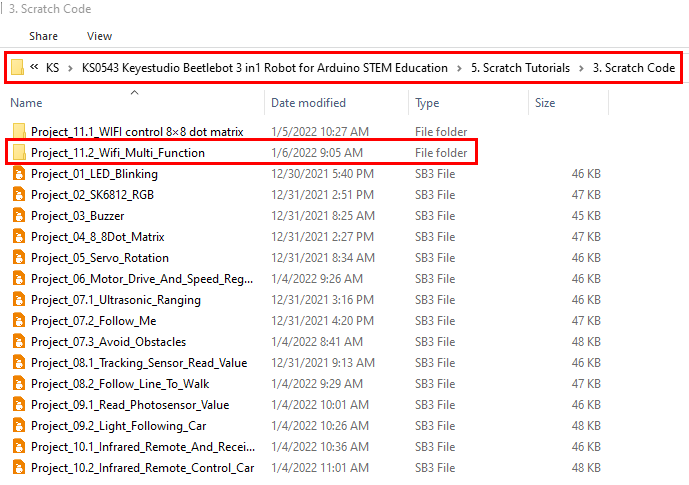 3. Scratch Code
Share View
« KS > KS0543 Keyestudio Beetlebot 3 in1 Robot for Arduino STEM Education > 5. Scratch Tutorials > 3. Scratch Code
Name Date modified Type Size
Project_11.1_WIFI control 8×8 dot matrix 1/5/2022 10:27 AM File folder
Project_11.2_Wifi_Multi_Function 1/6/2022 9:05 AM File folder
Project_01_LED_Blinking 12/30/2021 5:40 PM SB3 File 46 KB
Project_02_SK6812_RGB 12/31/2021 2:51 PM SB3 File 47 KB
Project_03_Buzzer 12/31/2021 8:25 AM SB3 File 45 KB
Project_04_8_8Dot_Matrix 12/31/2021 2:27 PM SB3 File 47 KB
Project_05_Servo_Rotation 12/31/2021 8:34 AM SB3 File 46 KB
Project_06_Motor_Drive_And_Speed_Reg... 1/4/2022 9:26 AM SB3 File 46 KB
Project_07.1_Ultrasonic_Ranging 12/31/2021 3:16 PM SB3 File 46 KB
Project_07.2_Follow_Me 12/31/2021 4:20 PM SB3 File 47 KB
Project_07.3_Avoid_Obstacles 1/4/2022 8:41 AM SB3 File 48 KB
Project_08.1_Tracking_Sensor_Read_Value 12/31/2021 9:13 AM SB3 File 46 KB
Project_08.2_Follow_Line_To_Walk 1/4/2022 9:29 AM SB3 File 47 KB
Project_09.1_Read_Photosensor_Value 1/4/2022 10:01 AM SB3 File 46 KB
Project_09.2_Light_Following_Car 1/4/2022 10:26 AM SB3 File 48 KB
Project_10.1_Infrared_Remote_And_Recei... 1/4/2022 10:36 AM SB3 File 46 KB
Project_10.2_Infrared_Remote_Control_Car 1/4/2022 11:01 AM SB3 File 48 KB